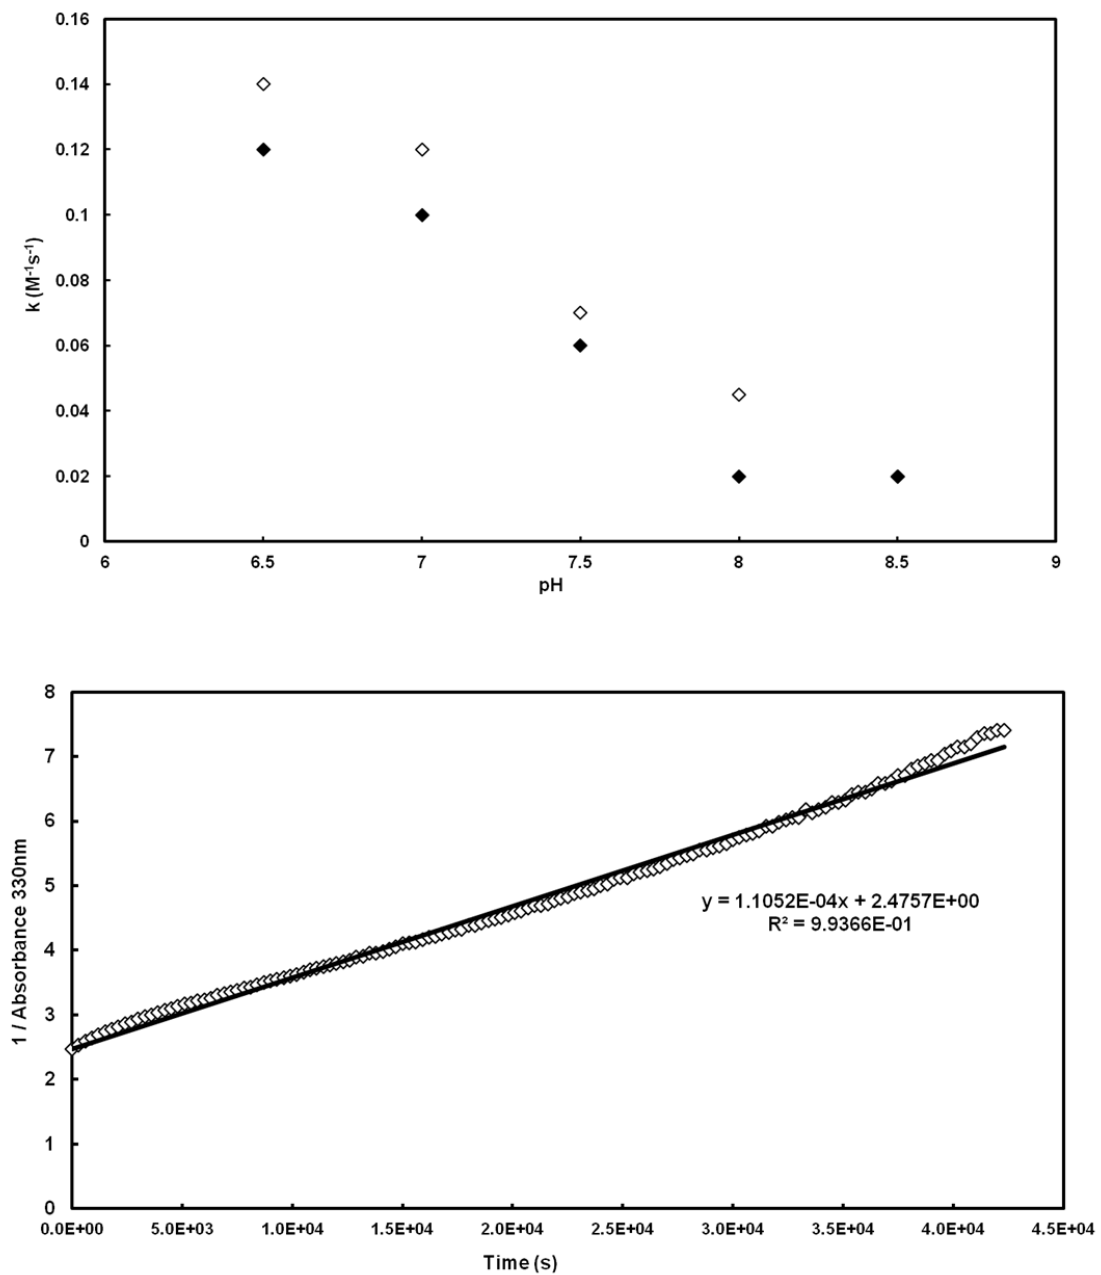 0.16
0.14
0.12
0.1
0.08
0.06
0.04
0.02
0
k (M⁻¹s⁻¹)
6
6.5
7
7.5
8
8.5
9
pH
8
7
6
5
4
3
2
1
0
1 / Absorbance 330nm
y = 1.1052E-04x + 2.4757E+00
R² = 9.9366E-01
0.0E+00
5.0E+03
1.0E+04
1.5E+04
2.0E+04
2.5E+04
3.0E+04
3.5E+04
4.0E+04
4.5E+04
Time (s)